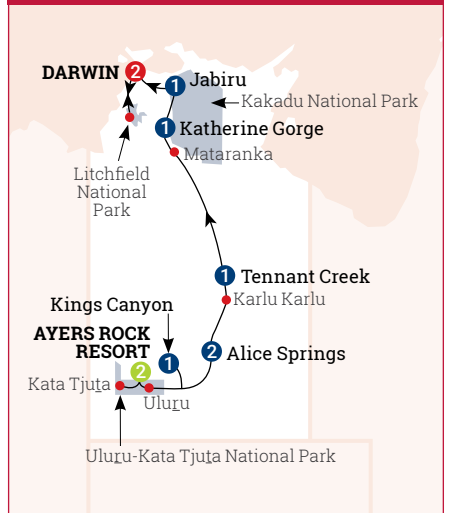 DARWIN 2
1 Jabiru
Kakadu National Park
1 Katherine Gorge
Mataranka
Litchfield
National
Park
1 Tennant Creek
Karlu Karlu
Kings Canyon
AYERS ROCK
RESORT
2
1
2 Alice Springs
Kata Tjuṯa
Uluṟu
Uluṟu-Kata Tjuṯa National Park